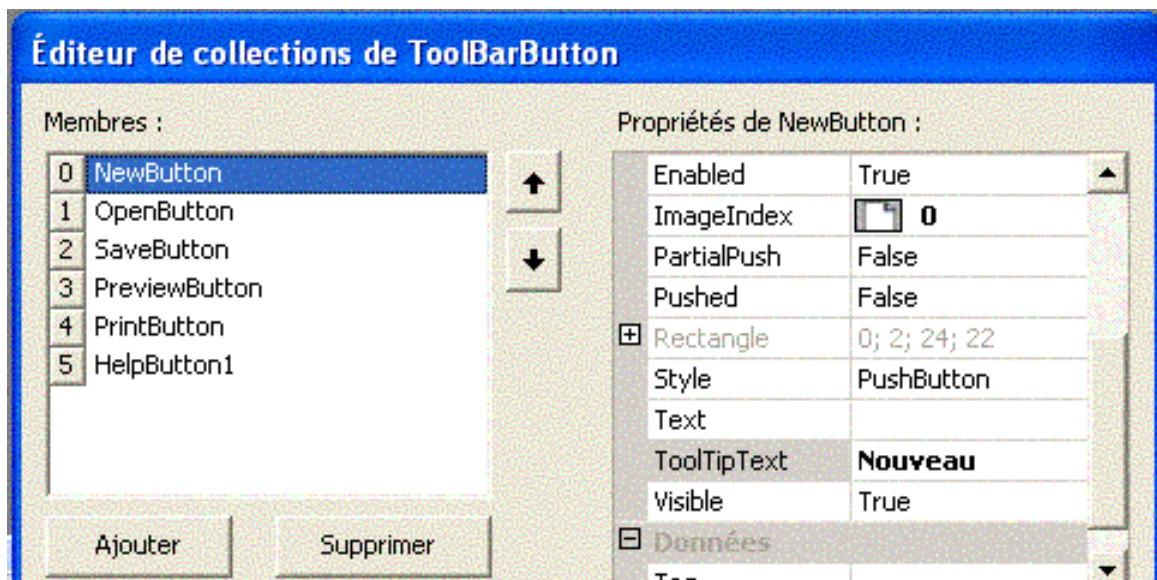 Éditeur de collections de ToolBarButton
Membres :
0 NewButton
1 OpenButton
2 SaveButton
3 PreviewButton
4 PrintButton
5 HelpButton1
Ajouter
Supprimer
Propriétés de NewButton :
Enabled True
ImageIndex 0
PartialPush False
Pushed False
Rectangle 0; 2; 24; 22
Style PushButton
Text
ToolTipText Nouveau
Visible True
Données